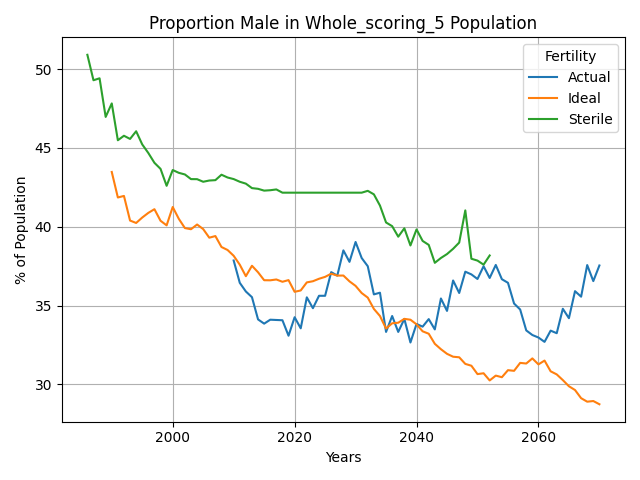 Proportion Male in Whole_scoring_5 Population
Fertility
Actual
Ideal
Sterile
% of Population
50
45
40
35
30
2000
2020
2040
2060
Years